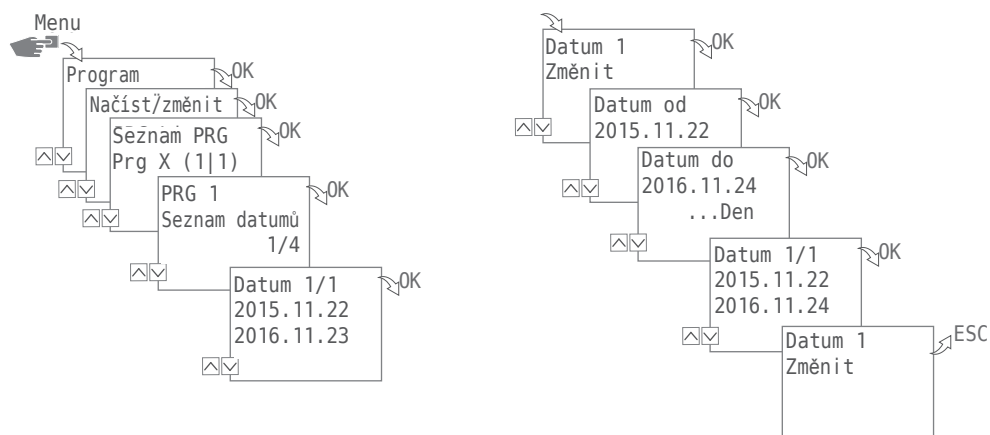 Menu
Program
OK
Načíst/změnit
OK
Seznam PRG
Prg X (1|1)
OK
PRG 1
Seznam datumů
1/4
OK
Datum 1/1
2015.11.22
2016.11.23
OK
Datum 1
Změnit
OK
Datum od
2015.11.22
OK
Datum do
2016.11.24
...Den
OK
Datum 1/1
2015.11.22
2016.11.24
OK
Datum 1
Změnit
ESC